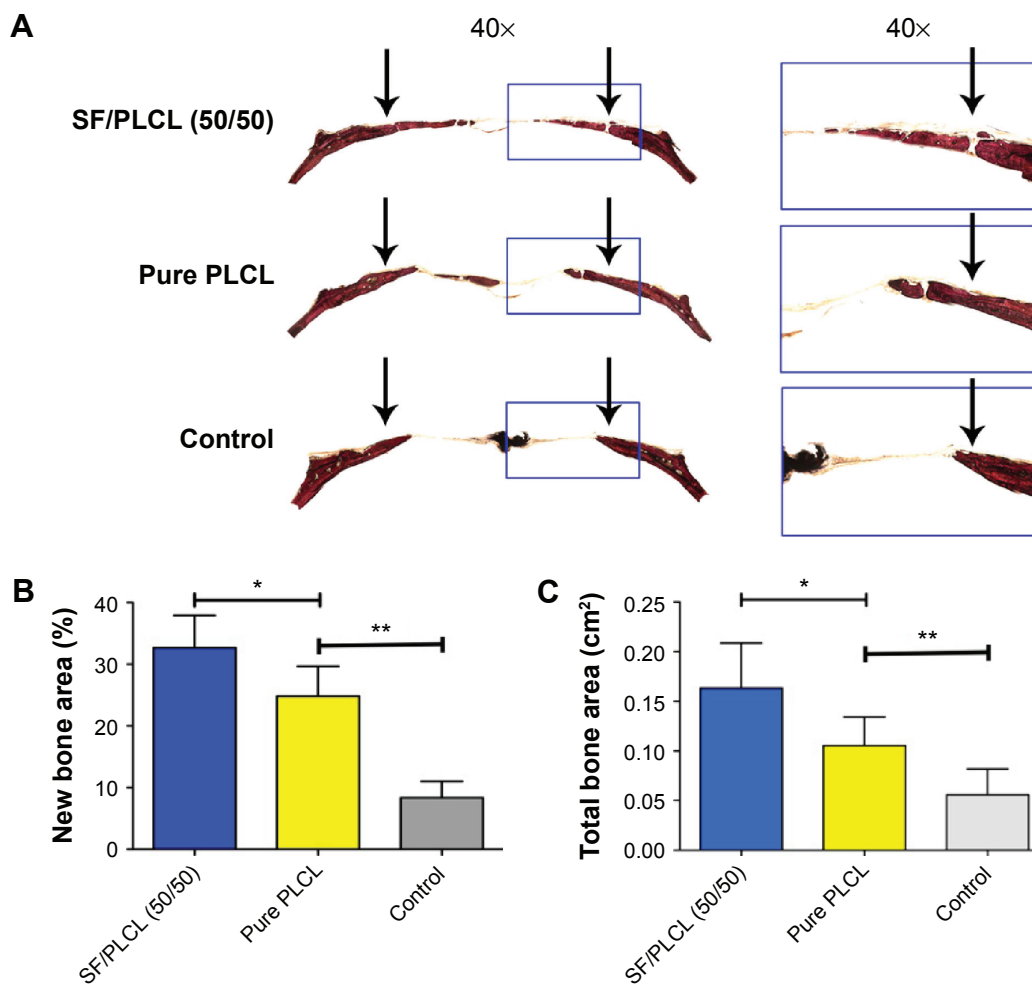 A
40×
40×
SF/PLCL (50/50)
Pure PLCL
Control
B
New bone area (%)
40
30
20
10
0
*
**
SF/PLCL (50/50)
Pure PLCL
Control
C
Total bone area (cm²)
0.25
0.20
0.15
0.10
0.05
0.00
*
**
SF/PLCL (50/50)
Pure PLCL
Control